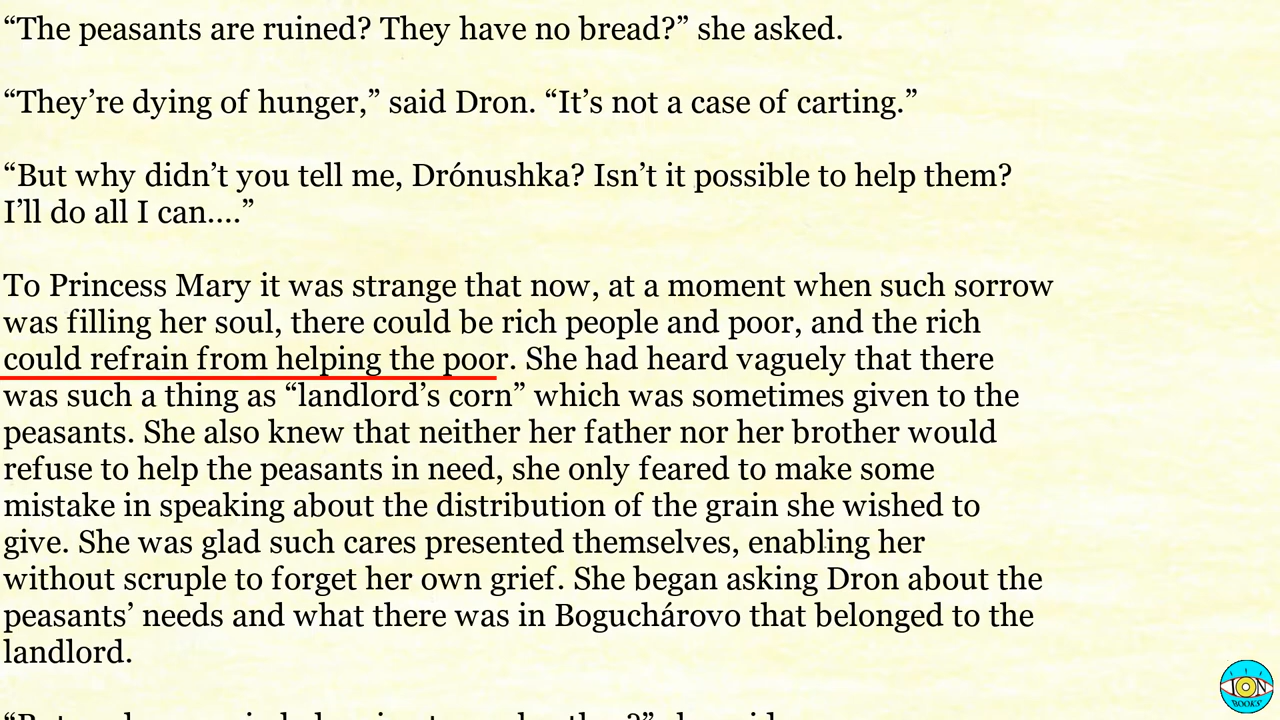 “The peasants are ruined? They have no bread?” she asked.
“They’re dying of hunger,” said Dron. “It’s not a case of carting.”
“But why didn’t you tell me, Drónushka? Isn’t it possible to help them?
I’ll do all I can....”
To Princess Mary it was strange that now, at a moment when such sorrow
was filling her soul, there could be rich people and poor, and the rich
could refrain from helping the poor. She had heard vaguely that there
was such a thing as “landlord’s corn” which was sometimes given to the
peasants. She also knew that neither her father nor her brother would
refuse to help the peasants in need, she only feared to make some
mistake in speaking about the distribution of the grain she wished to
give. She was glad such cares presented themselves, enabling her
without scruple to forget her own grief. She began asking Dron about the
peasants’ needs and what there was in Boguchárovo that belonged to the
landlord.
ION
BOOKS